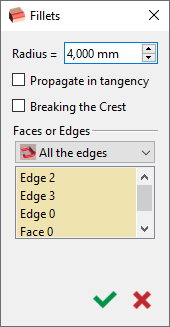 Fillets
Radius = 4,000 mm
Propagate in tangency
Breaking the Crest
Faces or Edges
All the edges
Edge 2
Edge 3
Edge 0
Face 0